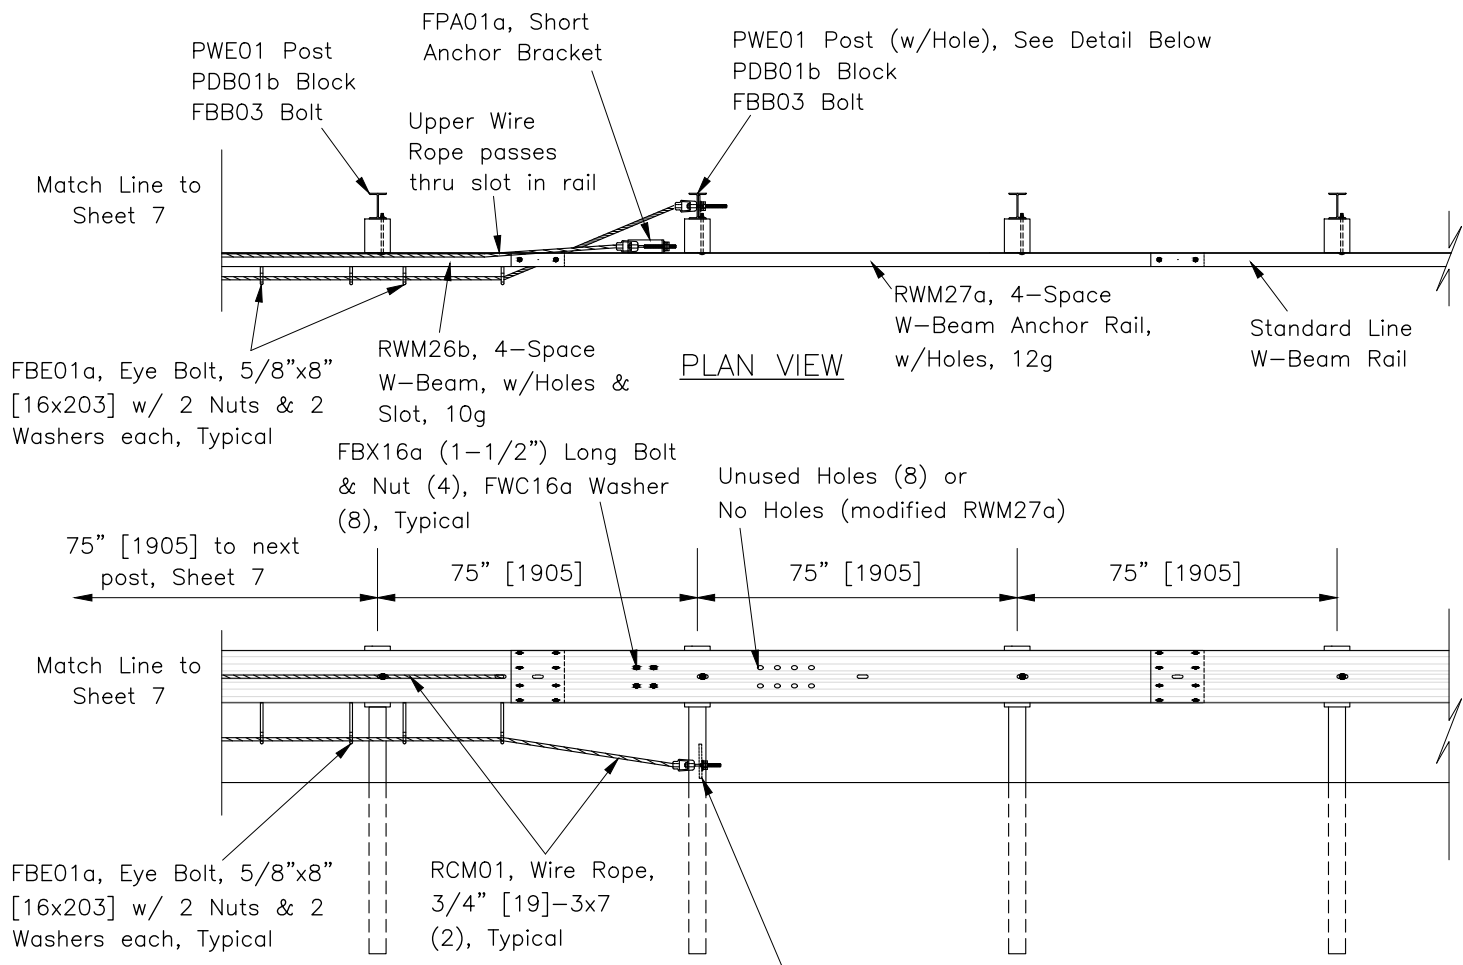 FPA01a, Short
Anchor Bracket
PWE01 Post
PDB01b Block
FBB03 Bolt
PWE01 Post (w/Hole), See Detail Below
PDB01b Block
FBB03 Bolt
Upper Wire
Rope passes
thru slot in rail
Match Line to
Sheet 7
FBE01a, Eye Bolt, 5/8”x8”
[16x203] w/ 2 Nuts & 2
Washers each, Typical
RWM26b, 4-Space
W-Beam, w/Holes &
Slot, 10g
PLAN VIEW
RWM27a, 4-Space
W-Beam Anchor Rail,
w/Holes, 12g
Standard Line
W-Beam Rail
FBX16a (1-1/2”) Long Bolt
& Nut (4), FWC16a Washer
(8), Typical
Unused Holes (8) or
No Holes (modified RWM27a)
75” [1905] to next
post, Sheet 7
75” [1905]
75” [1905]
75” [1905]
Match Line to
Sheet 7
FBE01a, Eye Bolt, 5/8”x8”
[16x203] w/ 2 Nuts & 2
Washers each, Typical
RCM01, Wire Rope,
3/4” [19]-3x7
(2), Typical